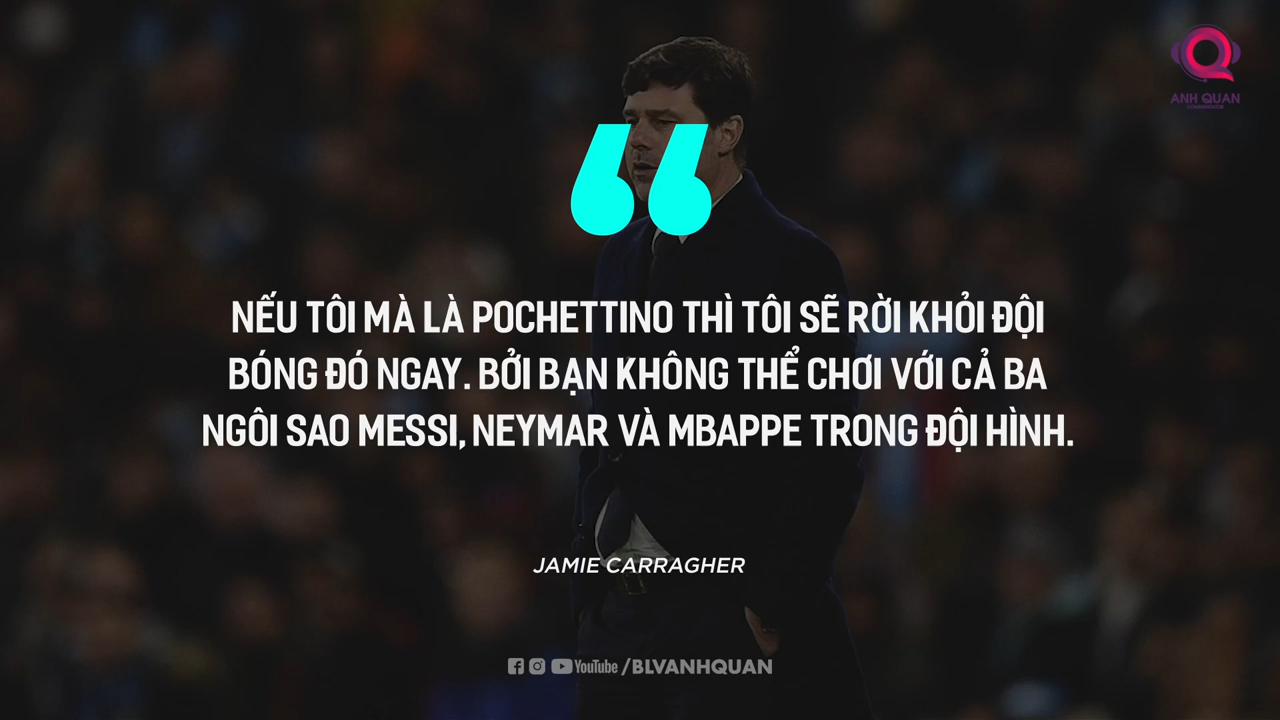 ANH QUAN
COMMENTATOR
NẾU TÔI MÀ LÀ POCHETTINO THÌ TÔI SẼ RỜI KHỎI ĐỘI
BÓNG ĐÓ NGAY. BỞI BẠN KHÔNG THỂ CHƠI VỚI CẢ BA
NGÔI SAO MESSI, NEYMAR VÀ MBAPPE TRONG ĐỘI HÌNH.
JAMIE CARRAGHER
YouTube /BLVANHQUAN